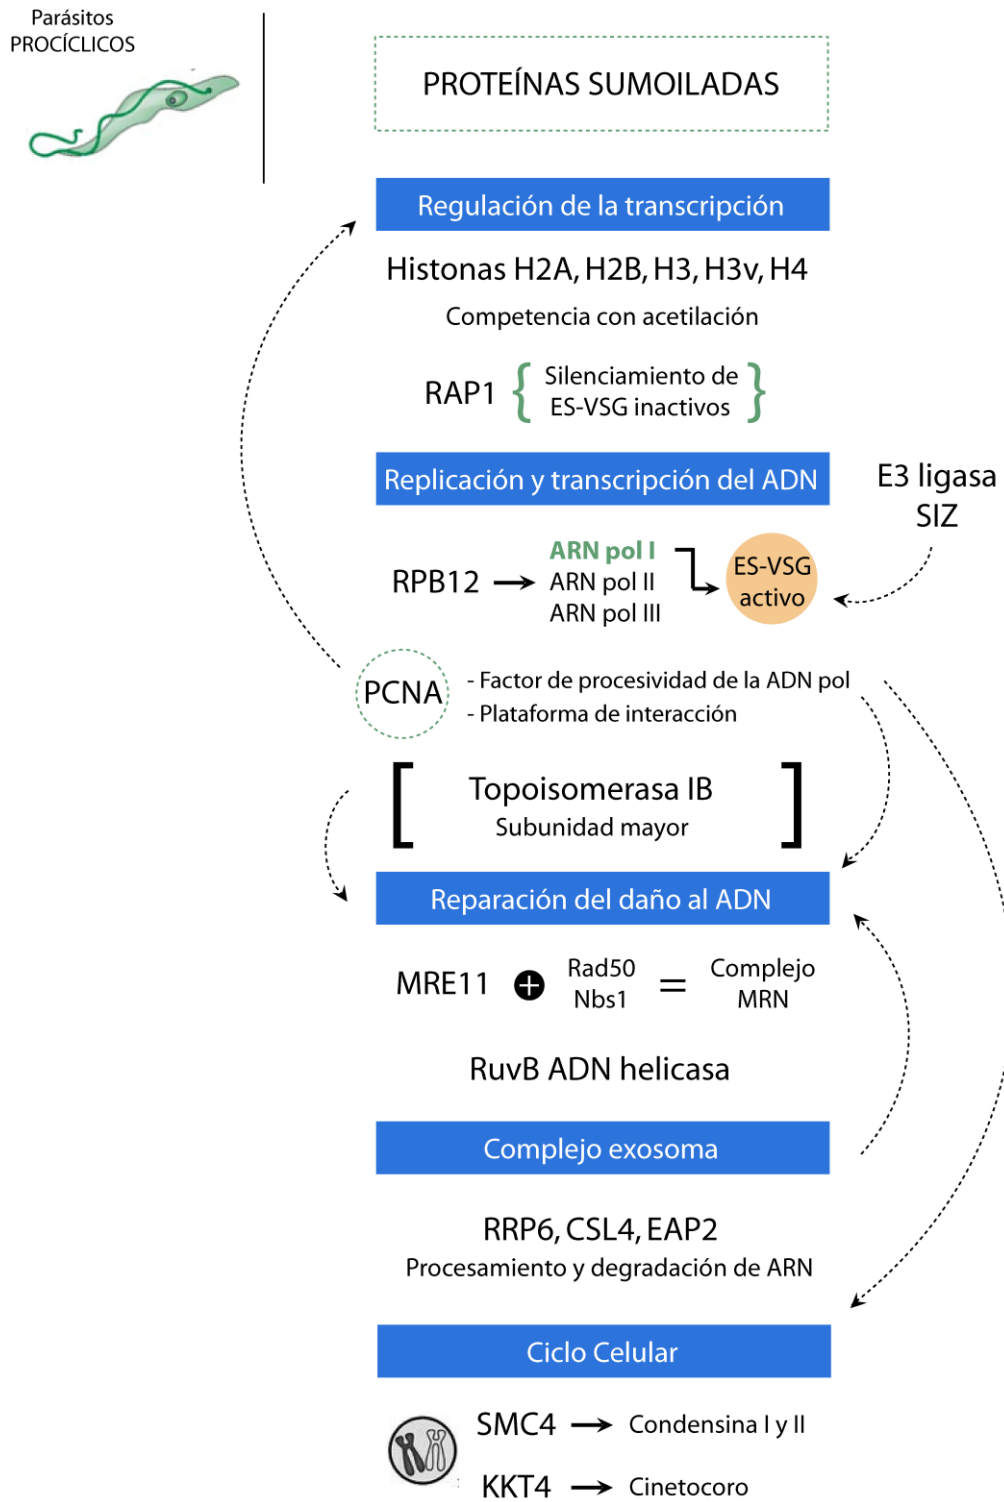 Parásitos
PROCÍCLICOS
PROTEÍNAS SUMOILADAS
Regulación de la transcripción
Histonas H2A, H2B, H3, H3v, H4
Competencia con acetilación
RAP1 { Silenciamiento de
ES-VSG inactivos }
Replicación y transcripción del ADN
E3 ligasa
SIZ
RPB12
ARN pol I
ARN pol II
ARN pol III
ES-VSG
activo
PCNA
- Factor de procesividad de la ADN pol
- Plataforma de interacción
[ Topoisomerasa IB
Subunidad mayor ]
Reparación del daño al ADN
MRE11 +
Rad50
Nbs1
=
Complejo
MRN
RuvB ADN helicasa
Complejo exosoma
RRP6, CSL4, EAP2
Procesamiento y degradación de ARN
Ciclo Celular
SMC4 → Condensina I y II
KKT4 → Cinetocoro